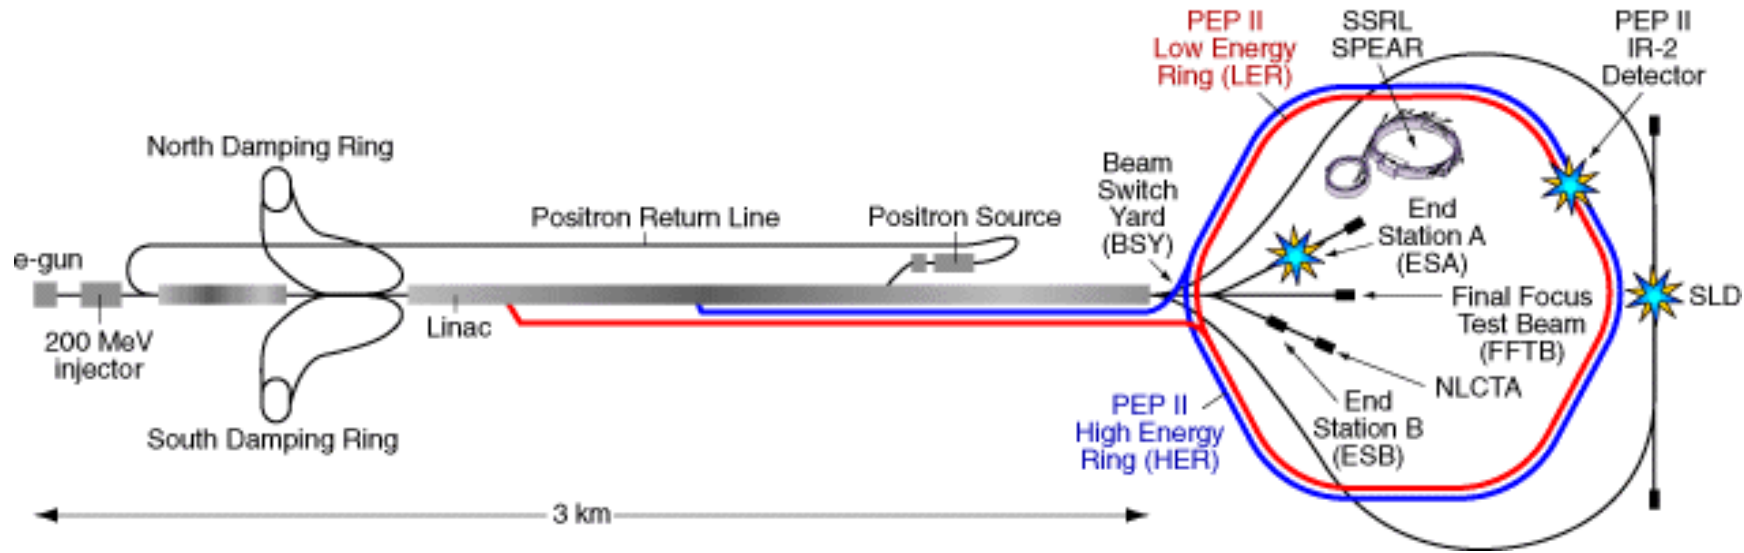 PEP II
Low Energy
Ring (LER)
SSRL
SPEAR
PEP II
IR-2
Detector
North Damping Ring
Beam
Switch
Yard
(BSY)
Positron Return Line
Positron Source
End
Station A
(ESA)
e-gun
200 MeV
injector
Linac
Final Focus
Test Beam
(FFTB)
SLD
NLCTA
End
Station B
(ESB)
PEP II
High Energy
Ring (HER)
South Damping Ring
3 km